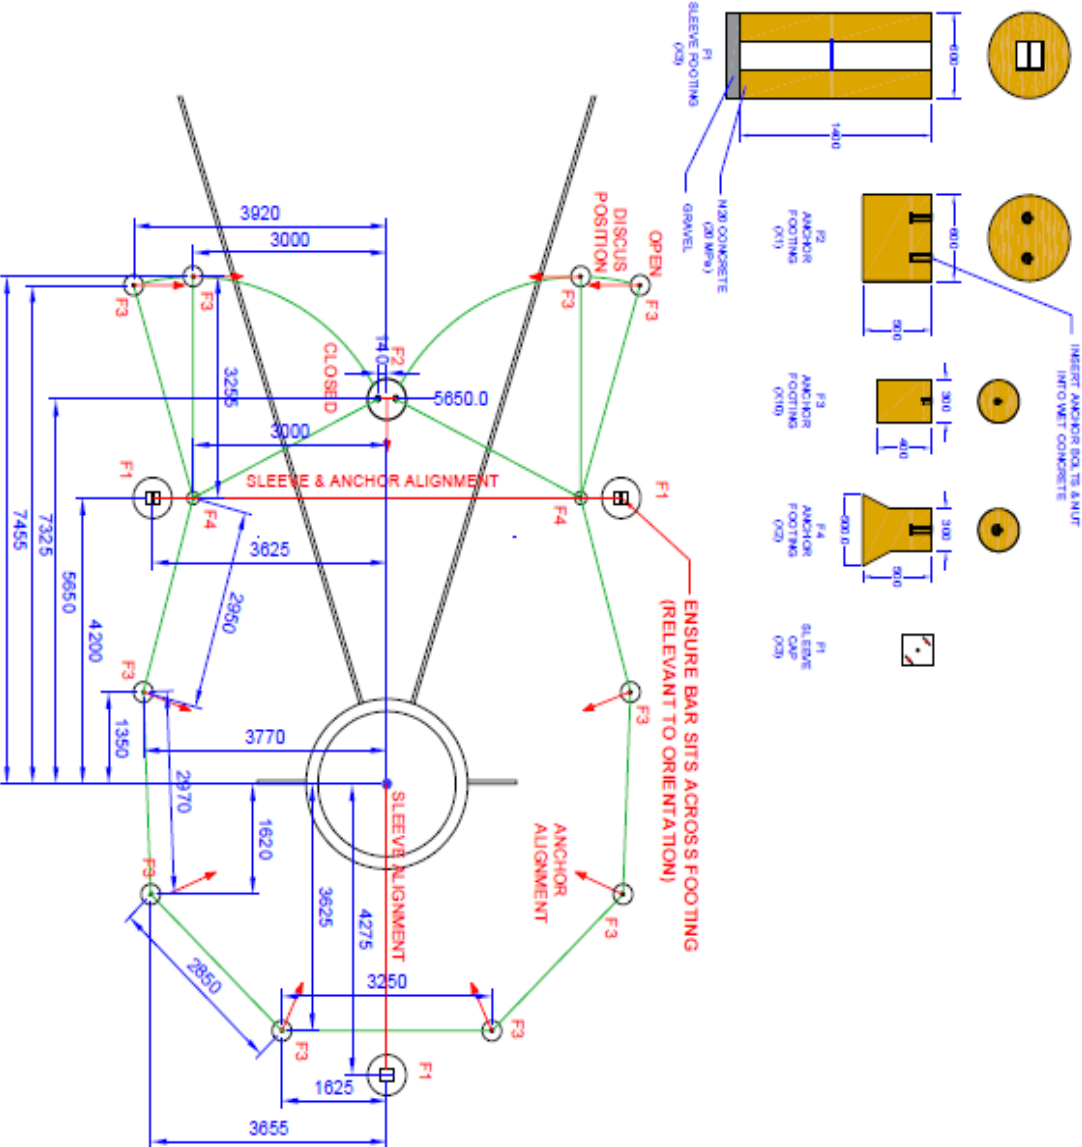 600
1400
F1
SLEEVE FOOTING
(X3)
N20 CONCRETE
(20 MPa)
GRAVEL
600
500
F2
ANCHOR
FOOTING
(X1)
INSERT ANCHOR BOLTS & NUT
INTO WET CONCRETE
300
400
F3
ANCHOR
FOOTING
(X10)
300
500
600.0
F4
ANCHOR
FOOTING
(X2)
F1
SLEEVE
CAP
(X3)
3920
3000
DISCUS
POSITION
OPEN
F3
F3
F3
F3
3255
140
F2
CLOSED
5650.0
3000
F1
SLEEVE & ANCHOR ALIGNMENT
F1
F4
F4
3625
2950
7455
7325
5650
4200
1350
ENSURE BAR SITS ACROSS FOOTING
(RELEVANT TO ORIENTATION)
F3
F3
3770
2970
1620
SLEEVE ALIGNMENT
ANCHOR
ALIGNMENT
F3
F3
3625
4275
2850
3250
F3
F3
F1
1625
3655